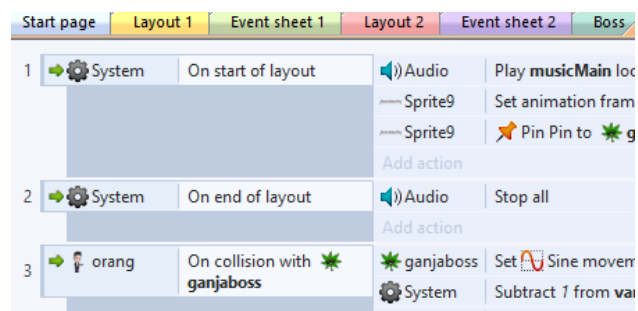 Start page Layout 1 Event sheet 1 Layout 2 Event sheet 2 Boss
1 System On start of layout Audio Play musicMain loo
Sprite9 Set animation fram
Sprite9 Pin Pin to g
Add action
2 System On end of layout Audio Stop all
Add action
3 orang On collision with ganjaboss ganjaboss Set Sine movem
System Subtract 1 from var